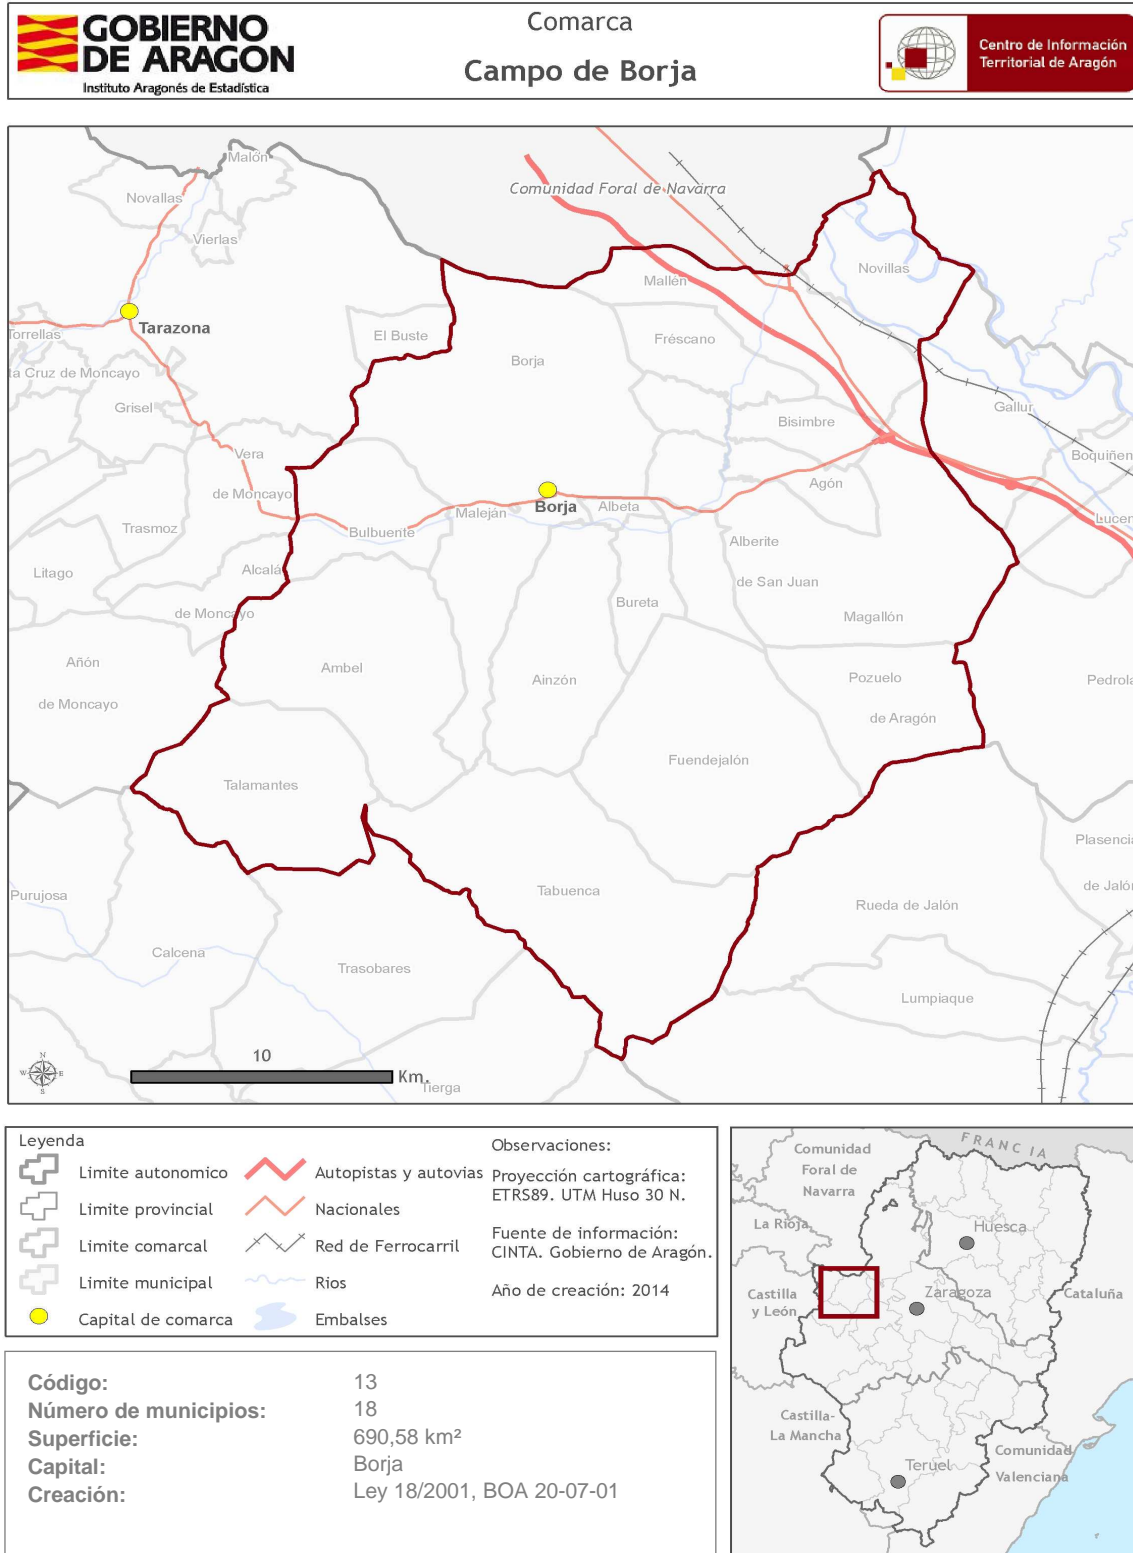 GOBIERNO
DE ARAGON
Instituto Aragonés de Estadística
Comarca
Campo de Borja
Centro de Información
Territorial de Aragón
Malón
Comunidad Foral de Navarra
Novallas
Vierlas
Novillas
Mallén
Tarazona
Torrellas
El Buste
Borja
Fréscano
ta Cruz de Moncayo
Grisel
Gallur
Bisimbre
Vera
de Moncayo
Boquiñen
Agón
Borja
Maleján
Albeta
Trasmoz
Bulbuente
Lucen
Alberite
de San Juan
Litago
Alcalá
de Moncayo
Bureta
Magallón
Añón
de Moncayo
Ambel
Ainzón
Pozuelo
de Aragón
Pedrola
Fuendejalón
Talamantes
Plasencia
de Jalón
Purujosa
Tabuenca
Rueda de Jalón
Calcena
Trasobares
Lumpiaque
N
W
E
S
10
Km.
Tierga
Leyenda
Limite autonomico
Limite provincial
Limite comarcal
Limite municipal
Capital de comarca
Autopistas y autovias
Nacionales
Red de Ferrocarril
Rios
Embalses
Observaciones:
Proyección cartográfica:
ETRS89. UTM Huso 30 N.
Fuente de información:
CINTA. Gobierno de Aragón.
Año de creación: 2014
FRANCIA
Comunidad
Foral de
Navarra
La Rioja
Huesca
Castilla
y León
Zaragoza
Cataluña
Castilla-
La Mancha
Comunidad
Valenciana
Teruel
Código: 13
Número de municipios: 18
Superficie: 690,58 km²
Capital: Borja
Creación: Ley 18/2001, BOA 20-07-01